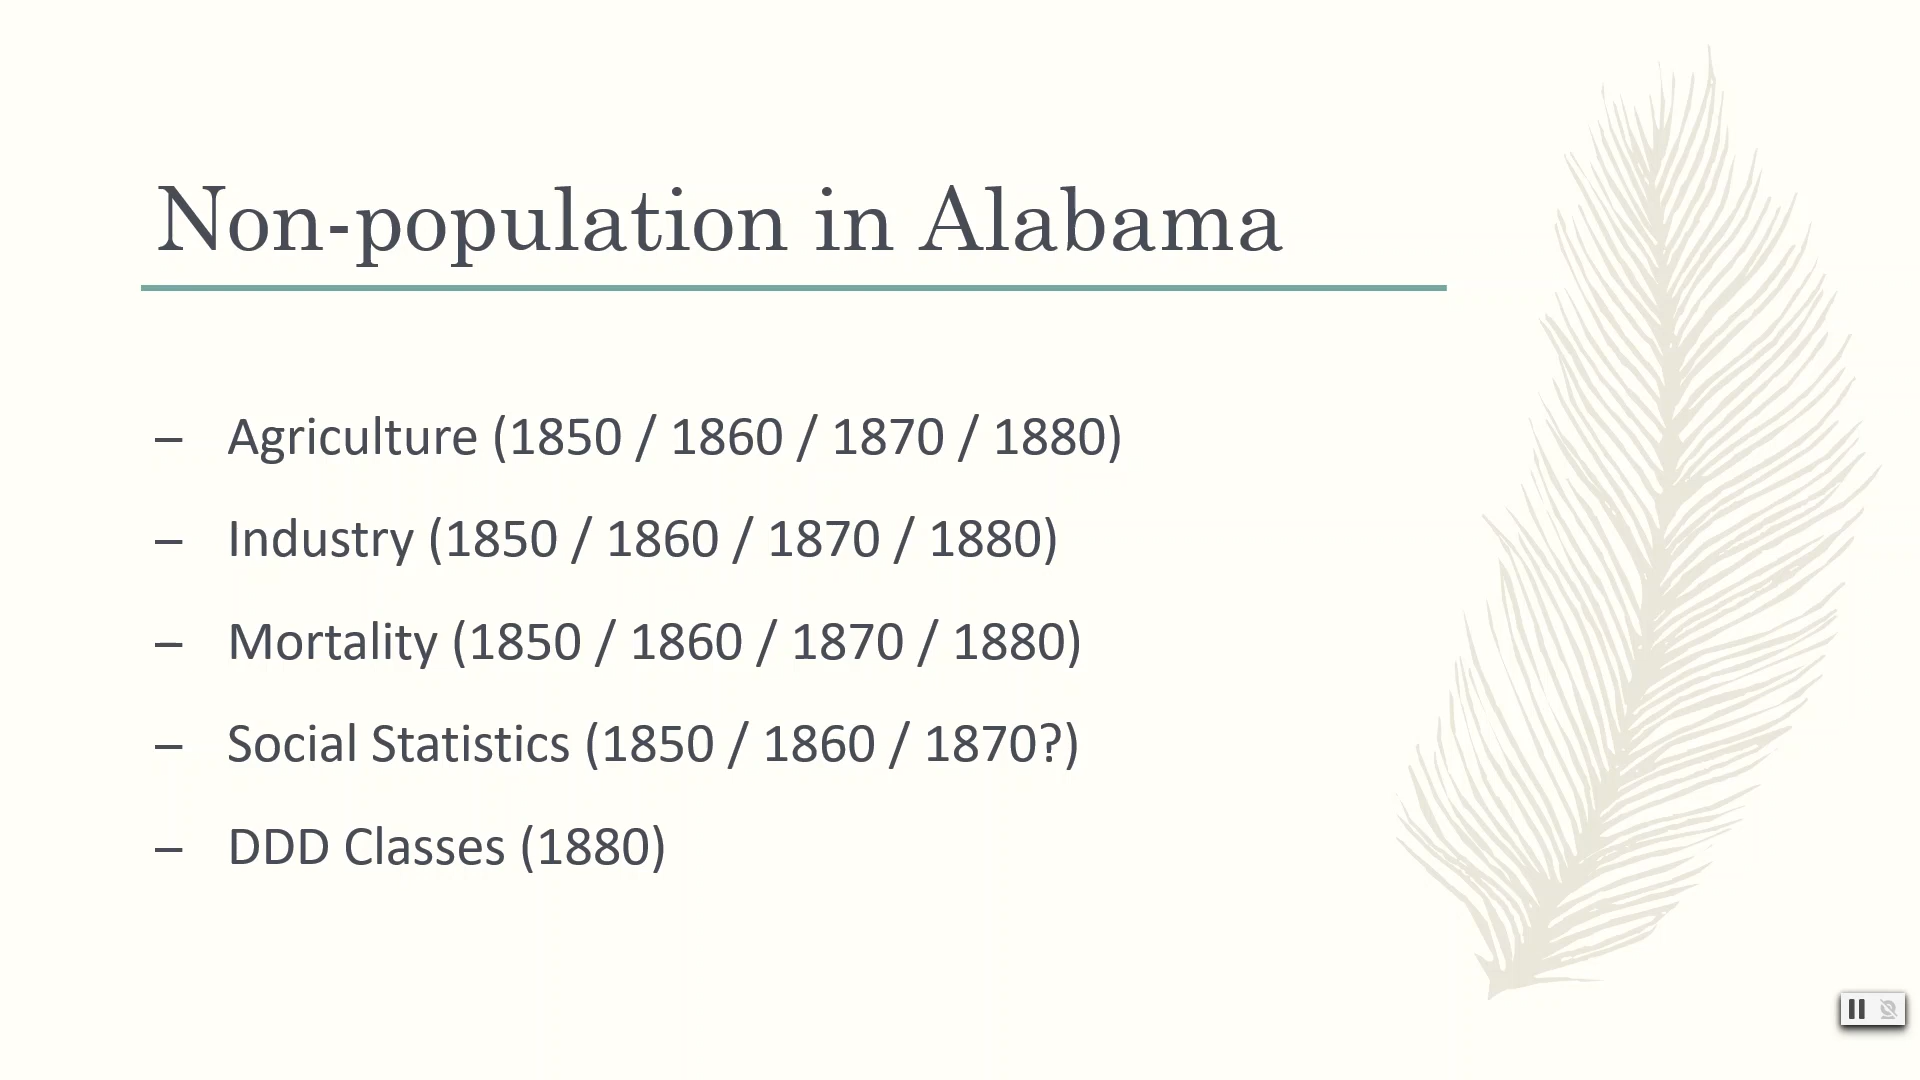 Non-population in Alabama
– Agriculture (1850 / 1860 / 1870 / 1880)
– Industry (1850 / 1860 / 1870 / 1880)
– Mortality (1850 / 1860 / 1870 / 1880)
– Social Statistics (1850 / 1860 / 1870?)
– DDD Classes (1880)